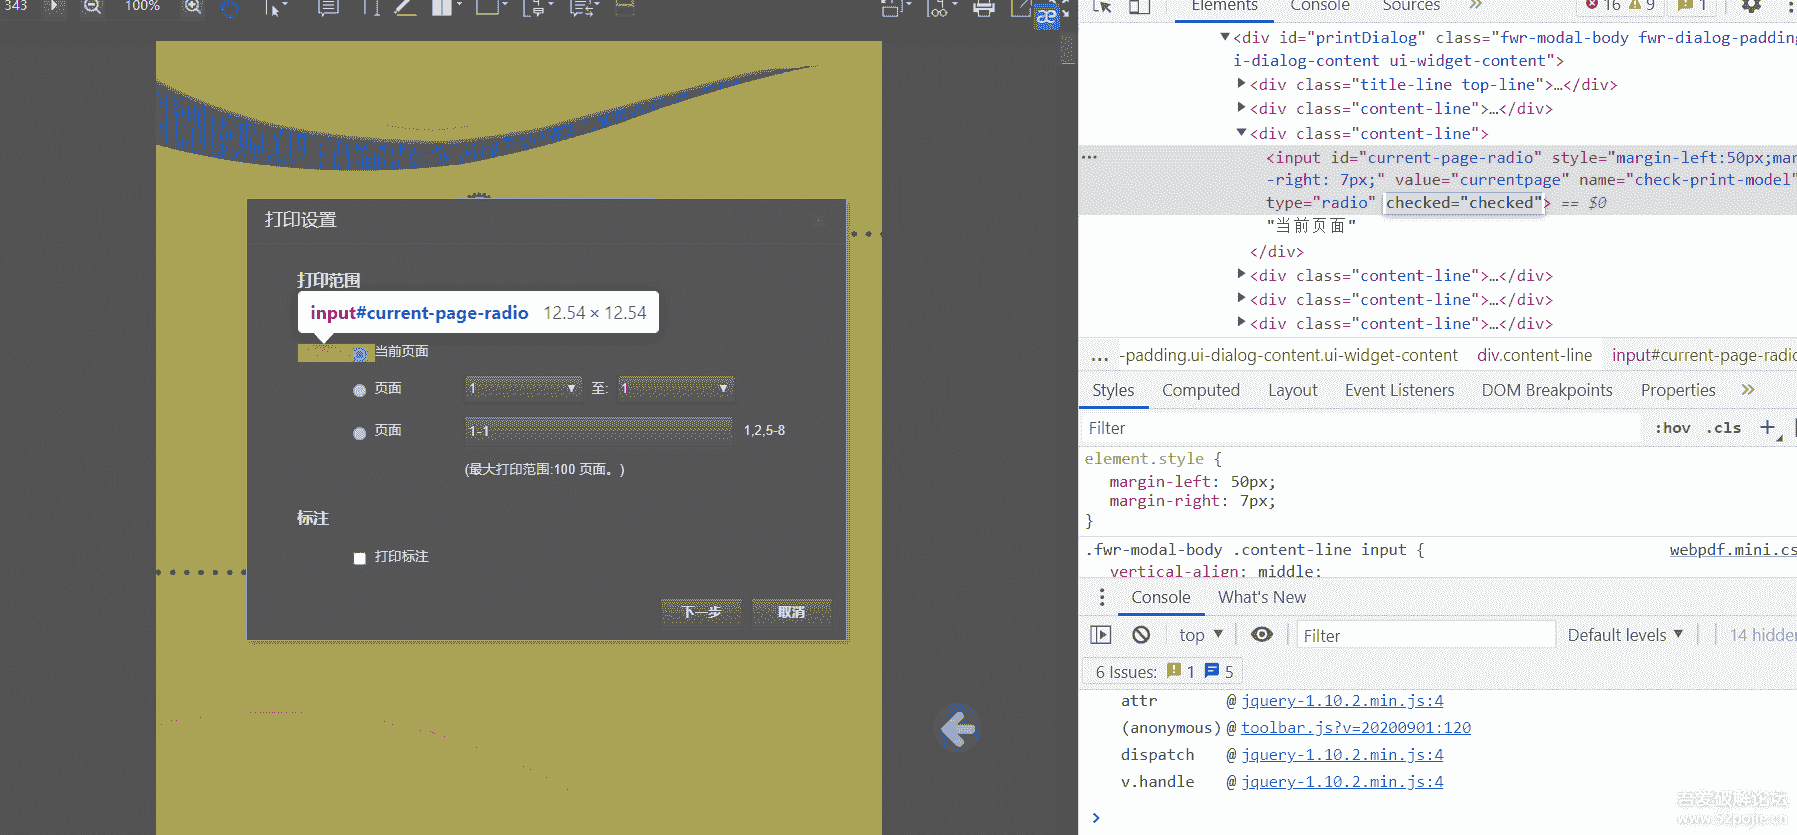 343
100%
Elements
Console
Sources
16
9
1
<div id="printDialog" class="fwr-modal-body fwr-dialog-padding
i-dialog-content ui-widget-content">
<div class="title-line top-line">…</div>
<div class="content-line">…</div>
<div class="content-line">
<input id="current-page-radio" style="margin-left:50px;mar
-right: 7px;" value="currentpage" name="check-print-model"
type="radio" checked="checked"> == $0
"当前页面"
</div>
<div class="content-line">…</div>
<div class="content-line">…</div>
<div class="content-line">…</div>
... -padding.ui-dialog-content.ui-widget-content div.content-line input#current-page-radio
Styles Computed Layout Event Listeners DOM Breakpoints Properties
Filter
:hov .cls +
element.style {
margin-left: 50px;
margin-right: 7px;
}
.fwr-modal-body .content-line input {
webpdf.mini.cs
vertical-align: middle;
Console What's New
top
Filter
Default levels
14 hidden
6 Issues: 1 5
attr @ jquery-1.10.2.min.js:4
(anonymous) @ toolbar.js?v=20200901:120
dispatch @ jquery-1.10.2.min.js:4
v.handle @ jquery-1.10.2.min.js:4
打印设置
打印范围
input#current-page-radio 12.54 × 12.54
当前页面
页面 1 至: 1
页面 1-1 1,2,5-8
(最大打印范围:100 页面。)
标注
打印标注
下一步 取消
吾爱破解论坛
www.52pojie.cn